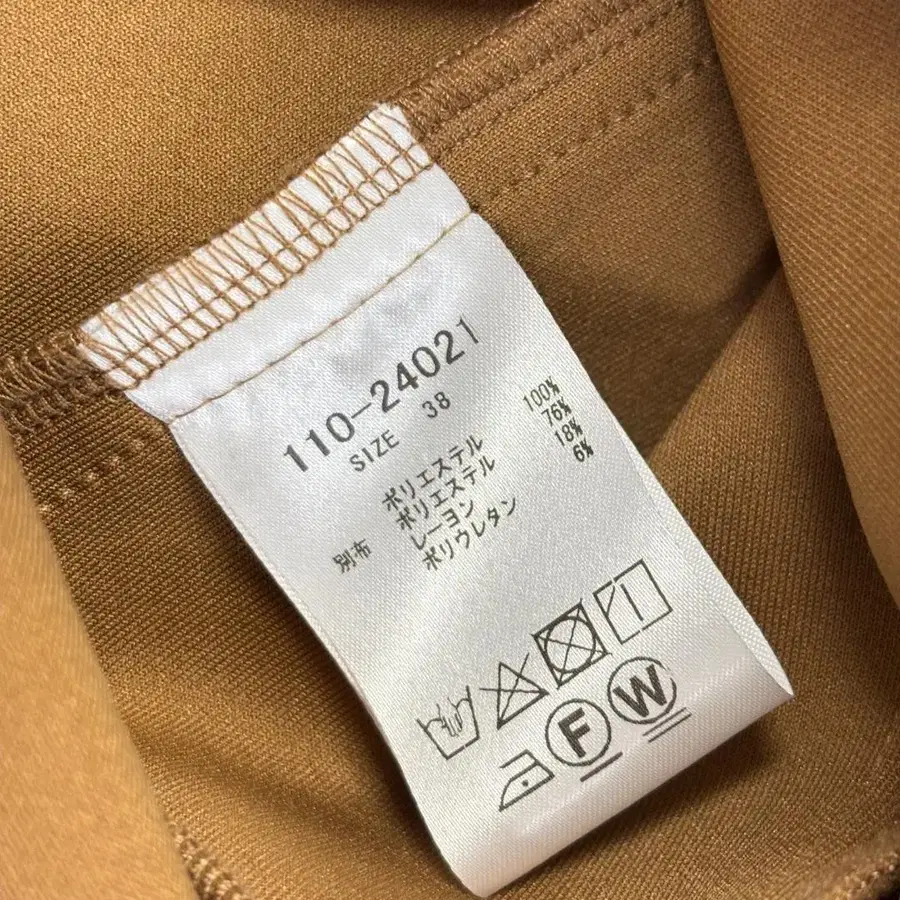 110-24021
SIZE 38
ポリエステル 100%
別布 ポリエステル 76%
レーヨン 18%
ポリウレタン 6%
F W